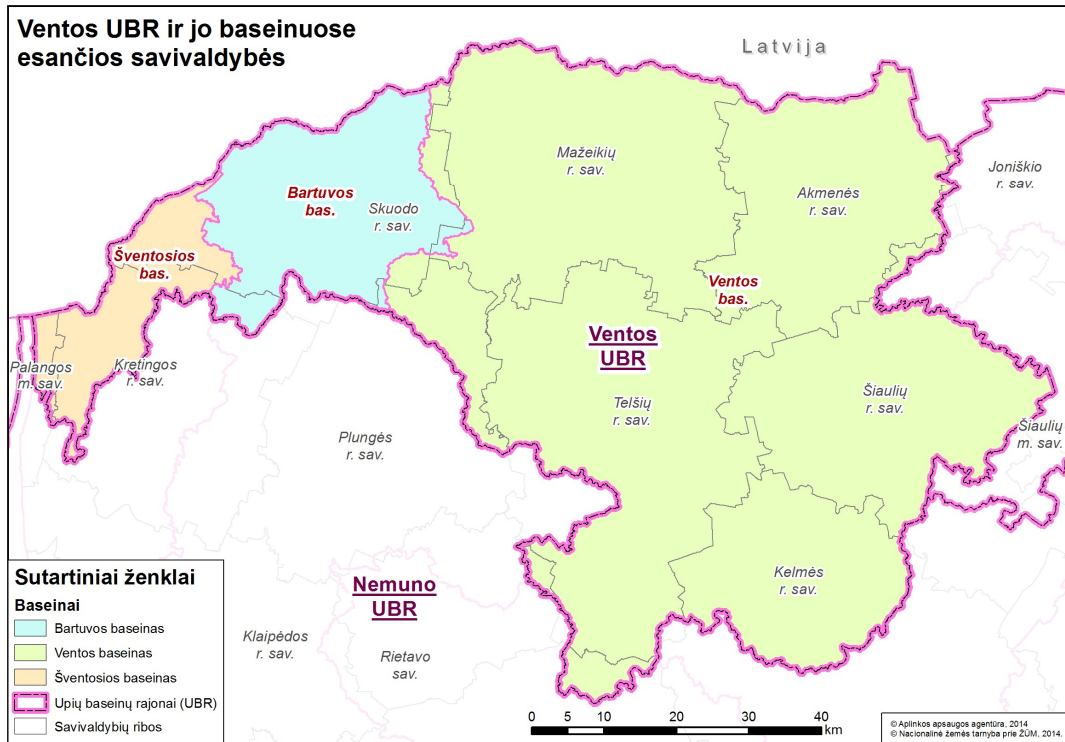 Ventos UBR ir jo baseinuose
esančios savivaldybės
Latvija
Mažeikių
r. sav.
Joniškio
r. sav.
Akmenės
r. sav.
Bartuvos
bas.
Skuodo
r. sav.
Šventosios
bas.
Ventos
bas.
Ventos
UBR
Palangos
m. sav.
Kretingos
r. sav.
Šiaulių
r. sav.
Telšių
r. sav.
Šiaulių
m. sav.
Plungės
r. sav.
Kelmės
r. sav.
Nemuno
UBR
Klaipėdos
r. sav.
Rietavo
sav.
Sutartiniai ženklai
Baseinai
Bartuvos baseinas
Ventos baseinas
Šventosios baseinas
Upių baseinų rajonai (UBR)
Savivaldybių ribos
0 5 10 20 30 40
km
© Aplinkos apsaugos agentūra, 2014
© Nacionalinė žemės tarnyba prie ŽŪM, 2014.